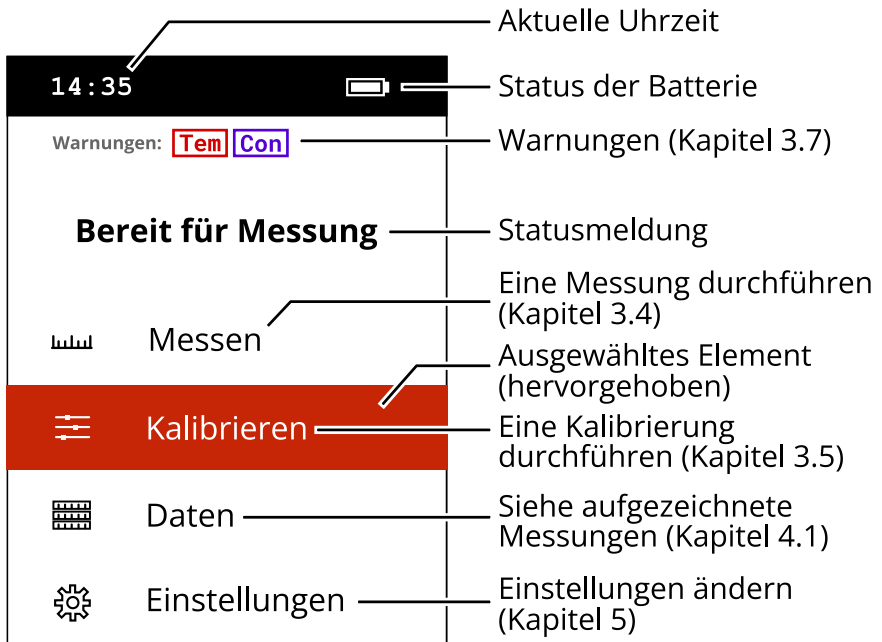 Aktuelle Uhrzeit
14:35
Status der Batterie
Warnungen: Tem Con
Warnungen (Kapitel 3.7)
Bereit für Messung
Statusmeldung
Eine Messung durchführen
(Kapitel 3.4)
Messen
Ausgewähltes Element
(hervorgehoben)
Kalibrieren
Eine Kalibrierung
durchführen (Kapitel 3.5)
Daten
Siehe aufgezeichnete
Messungen (Kapitel 4.1)
Einstellungen
Einstellungen ändern
(Kapitel 5)